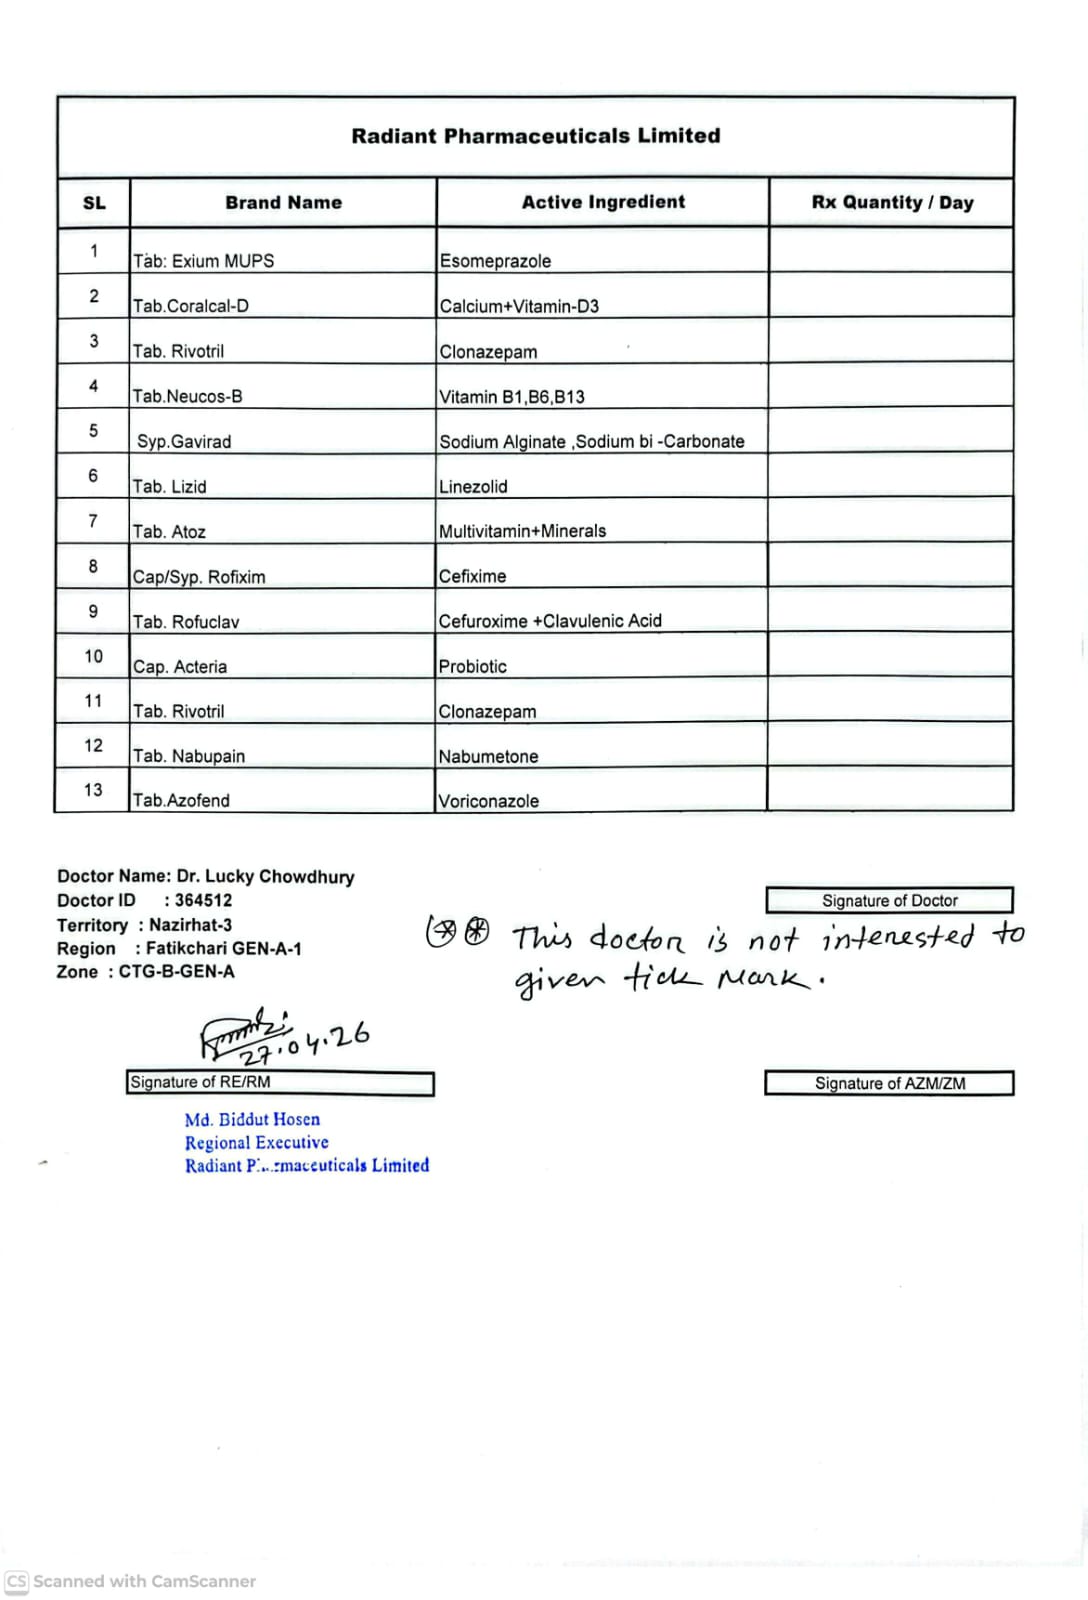 Radiant Pharmaceuticals Limited
SL Brand Name Active Ingredient Rx Quantity / Day
1 Tab: Exium MUPS Esomeprazole
2 Tab.Coralcal-D Calcium+Vitamin-D3
3 Tab. Rivotril Clonazepam
4 Tab.Neucos-B Vitamin B1,B6,B13
5 Syp.Gavirad Sodium Alginate ,Sodium bi -Carbonate
6 Tab. Lizid Linezolid
7 Tab. Atoz Multivitamin+Minerals
8 Cap/Syp. Rofixim Cefixime
9 Tab. Rofuclav Cefuroxime +Clavulenic Acid
10 Cap. Acteria Probiotic
11 Tab. Rivotril Clonazepam
12 Tab. Nabupain Nabumetone
13 Tab.Azofend Voriconazole
Doctor Name: Dr. Lucky Chowdhury
Doctor ID : 364512
Signature of Doctor
Territory : Nazirhat-3
Region : Fatikchari GEN-A-1
Zone : CTG-B-GEN-A
This doctor is not interested to
given tick mark.
27.04.26
Signature of RE/RM
Signature of AZM/ZM
Md. Biddut Hosen
Regional Executive
Radiant Pharmaceuticals Limited
CS Scanned with CamScanner